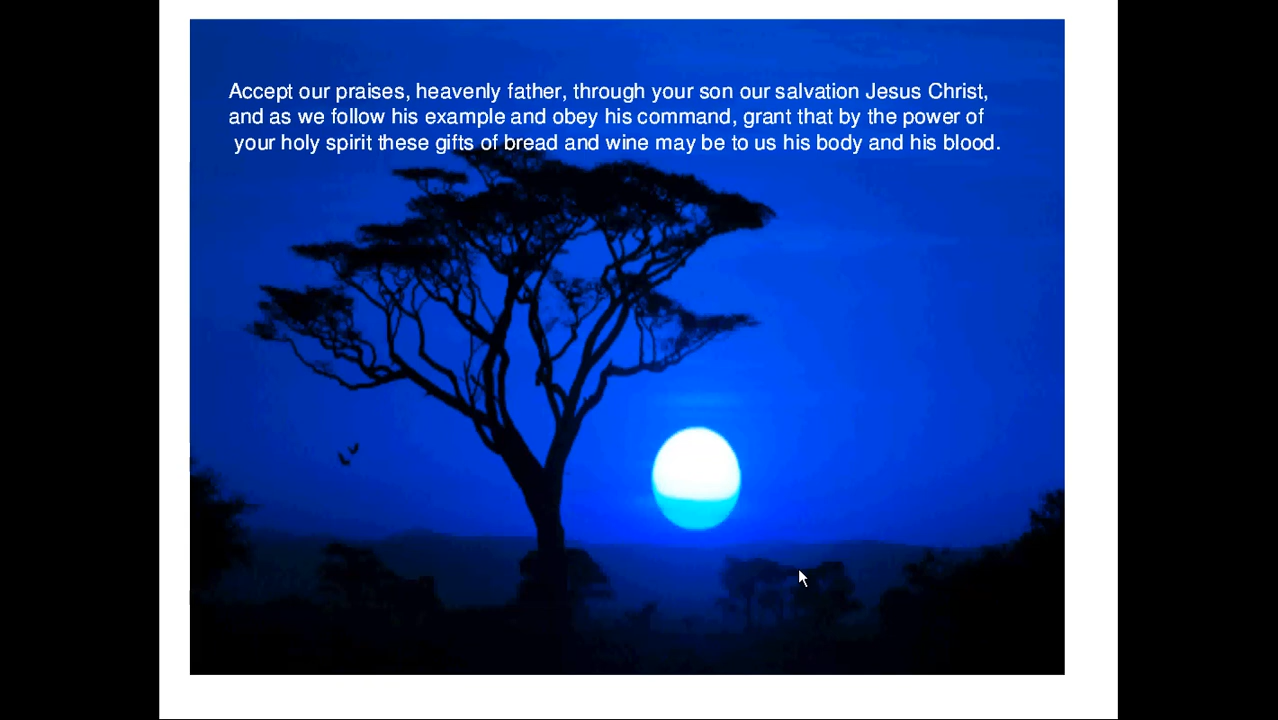 Accept our praises, heavenly father, through your son our salvation Jesus Christ,
and as we follow his example and obey his command, grant that by the power of
your holy spirit these gifts of bread and wine may be to us his body and his blood.